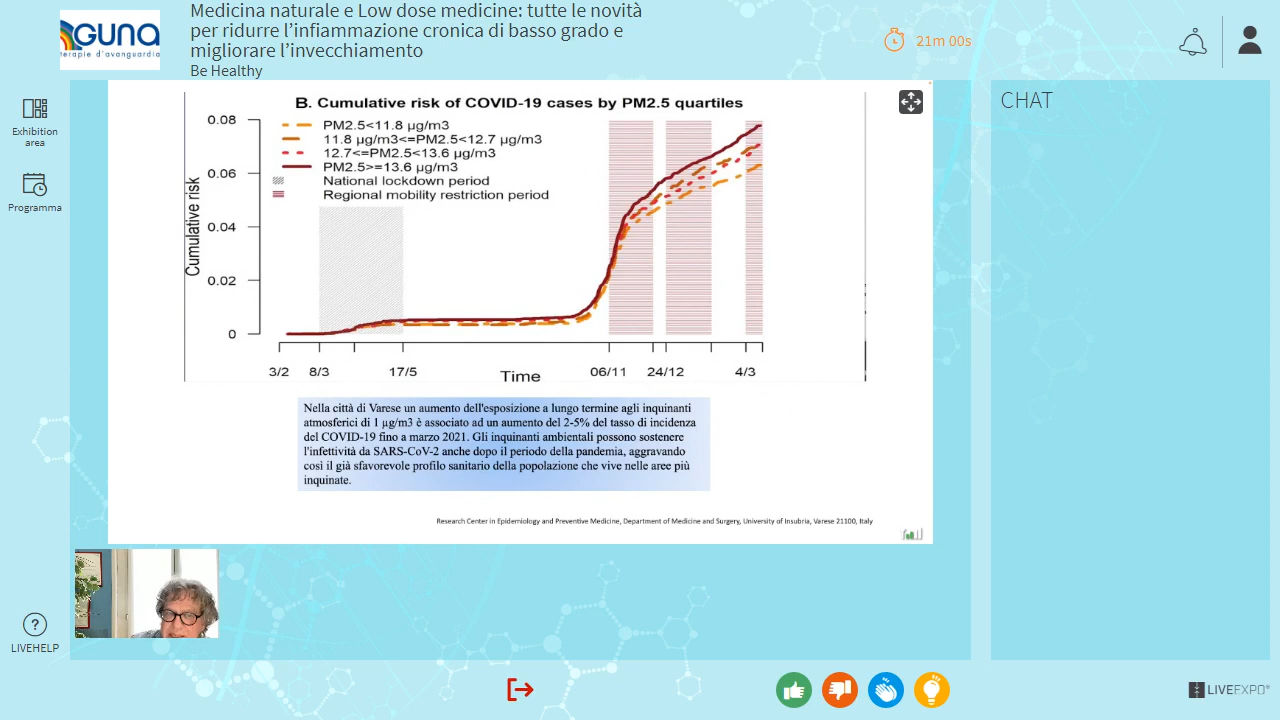 GUNA
terapie d'avanguardia
Medicina naturale e Low dose medicine: tutte le novità
per ridurre l'infiammazione cronica di basso grado e
migliorare l'invecchiamento
Be Healthy
21m 00s
Exhibition
area
Programma
LIVEHELP
CHAT
B. Cumulative risk of COVID-19 cases by PM2.5 quartiles
PM2.5<11.8 µg/m3
11.8 µg/m3<=PM2.5<12.7 µg/m3
12.7<=PM2.5<13.6 µg/m3
PM2.5>=13.6 µg/m3
National lockdown period
Regional mobility restriction period
Cumulative risk
0.08
0.06
0.04
0.02
0
3/2 8/3 17/5 06/11 24/12 4/3
Time
Nella città di Varese un aumento dell'esposizione a lungo termine agli inquinanti
atmosferici di 1 µg/m3 è associato ad un aumento del 2-5% del tasso di incidenza
del COVID-19 fino a marzo 2021. Gli inquinanti ambientali possono sostenere
l'infettività da SARS-CoV-2 anche dopo il periodo della pandemia, aggravando
così il già sfavorevole profilo sanitario della popolazione che vive nelle aree più
inquinate.
Research Center in Epidemiology and Preventive Medicine, Department of Medicine and Surgery, University of Insubria, Varese 21100, Italy
LIVEEXPO